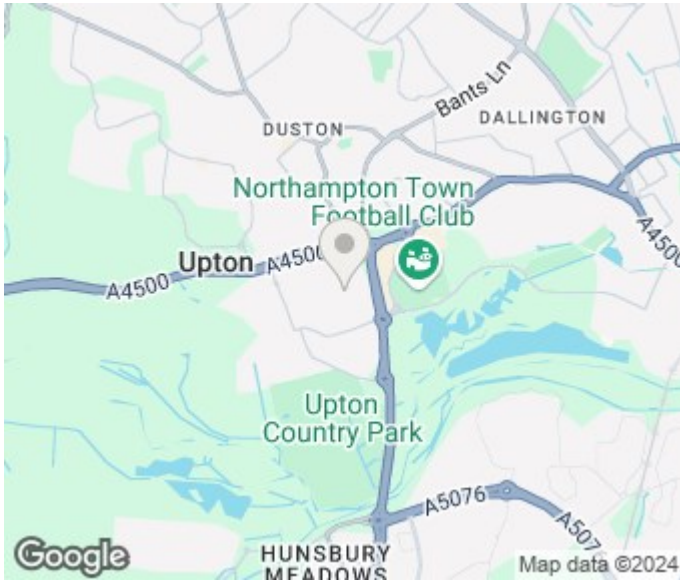 Bants Ln
DUSTON
DALLINGTON
Northampton Town
Football Club
A4500
Upton
A4500
A4500
Upton
Country Park
A5076
A507
HUNSBURY
MEADOWS
Google
Map data ©2024